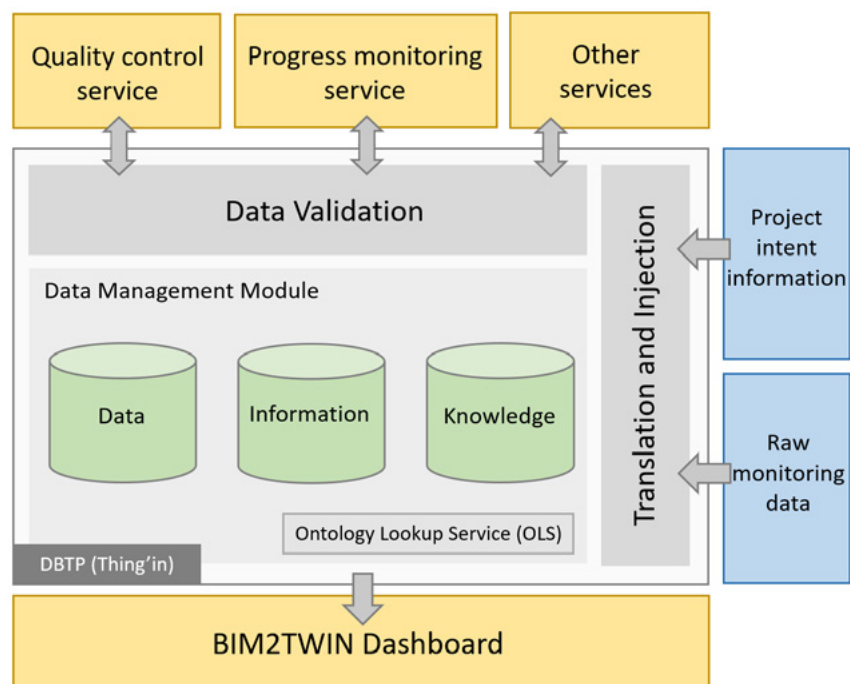 Quality control
service
Progress monitoring
service
Other
services
Data Validation
Translation and Injection
Project
intent
information
Data Management Module
Data
Information
Knowledge
Raw
monitoring
data
Ontology Lookup Service (OLS)
DBTP (Thing'in)
BIM2TWIN Dashboard